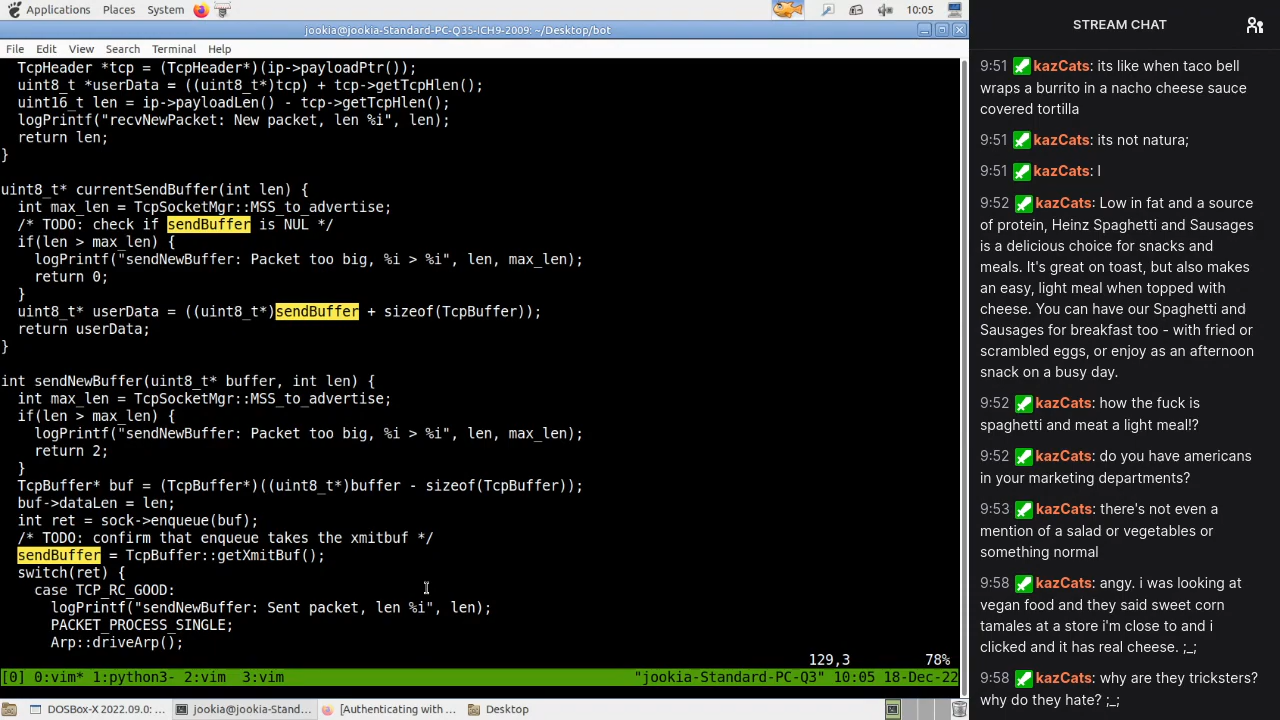 Applications Places System 10:05
jookia@jookia-Standard-PC-Q35-ICH9-2009: ~/Desktop/bot
File Edit View Search Terminal Help
TcpHeader *tcp = (TcpHeader*)(ip->payloadPtr());
uint8_t *userData = ((uint8_t*)tcp) + tcp->getTcpHlen();
uint16_t len = ip->payloadLen() - tcp->getTcpHlen();
logPrintf("recvNewPacket: New packet, len %i", len);
return len;
}
uint8_t* currentSendBuffer(int len) {
int max_len = TcpSocketMgr::MSS_to_advertise;
/* TODO: check if sendBuffer is NUL */
if(len > max_len) {
logPrintf("sendNewBuffer: Packet too big, %i > %i", len, max_len);
return 0;
}
uint8_t* userData = ((uint8_t*)sendBuffer + sizeof(TcpBuffer));
return userData;
}
int sendNewBuffer(uint8_t* buffer, int len) {
int max_len = TcpSocketMgr::MSS_to_advertise;
if(len > max_len) {
logPrintf("sendNewBuffer: Packet too big, %i > %i", len, max_len);
return 2;
}
TcpBuffer* buf = (TcpBuffer*)((uint8_t*)buffer - sizeof(TcpBuffer));
buf->dataLen = len;
int ret = sock->enqueue(buf);
/* TODO: confirm that enqueue takes the xmitbuf */
sendBuffer = TcpBuffer::getXmitBuf();
switch(ret) {
case TCP_RC_GOOD:
logPrintf("sendNewBuffer: Sent packet, len %i", len);
PACKET_PROCESS_SINGLE;
Arp::driveArp();
129,3 78%
[0] 0:vim* 1:python3- 2:vim 3:vim "jookia-Standard-PC-Q3" 10:05 18-Dec-22
DOSBox-X 2022.09.0: ... jookia@jookia-Stand... [Authenticating with ... Desktop
STREAM CHAT
9:51 kazCats: its like when taco bell
wraps a burrito in a nacho cheese sauce
covered tortilla
9:51 kazCats: its not natura;
9:51 kazCats: l
9:52 kazCats: Low in fat and a source
of protein, Heinz Spaghetti and Sausages
is a delicious choice for snacks and
meals. It's great on toast, but also makes
an easy, light meal when topped with
cheese. You can have our Spaghetti and
Sausages for breakfast too - with fried or
scrambled eggs, or enjoy as an afternoon
snack on a busy day.
9:52 kazCats: how the fuck is
spaghetti and meat a light meal!?
9:52 kazCats: do you have americans
in your marketing departments?
9:53 kazCats: there's not even a
mention of a salad or vegetables or
something normal
9:58 kazCats: angry. i was looking at
vegan food and they said sweet corn
tamales at a store i'm close to and i
clicked and it has real cheese. ;_;
9:58 kazCats: why are they tricksters?
why do they hate? ;_;